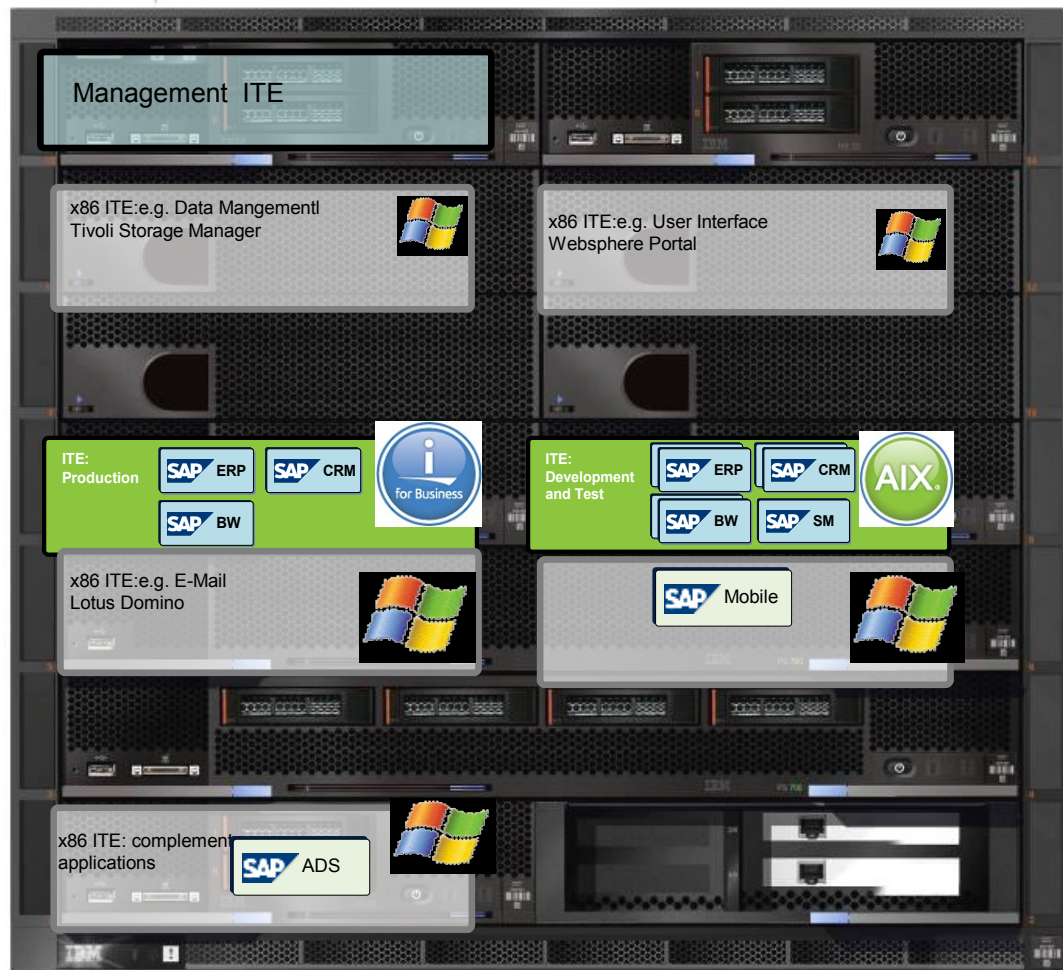 Management ITE
x86 ITE:e.g. Data Mangementl
Tivoli Storage Manager
x86 ITE:e.g. User Interface
Websphere Portal
ITE:
Production
SAP ERP
SAP CRM
SAP BW
i
for Business
ITE:
Development
and Test
SAP ERP
SAP CRM
SAP BW
SAP SM
AIX.
x86 ITE:e.g. E-Mail
Lotus Domino
SAP Mobile
x86 ITE: complement
applications
SAP ADS
IBM